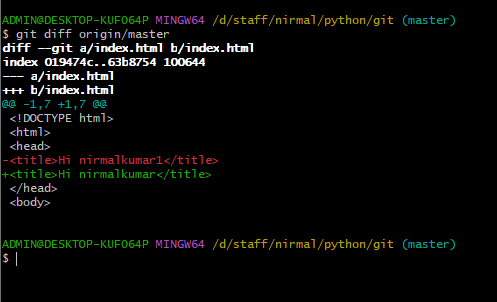 ADMIN@DESKTOP-KUFO64P MINGW64 /d/staff/nirmal/python/git (master)
$ git diff origin/master
diff --git a/index.html b/index.html
index 019474c..63b8754 100644
--- a/index.html
+++ b/index.html
@@ -1,7 +1,7 @@
 <!DOCTYPE html>
 <html>
 <head>
-<title>Hi nirmalkumar1</title>
+<title>Hi nirmalkumar</title>
 </head>
 <body>
ADMIN@DESKTOP-KUFO64P MINGW64 /d/staff/nirmal/python/git (master)
$